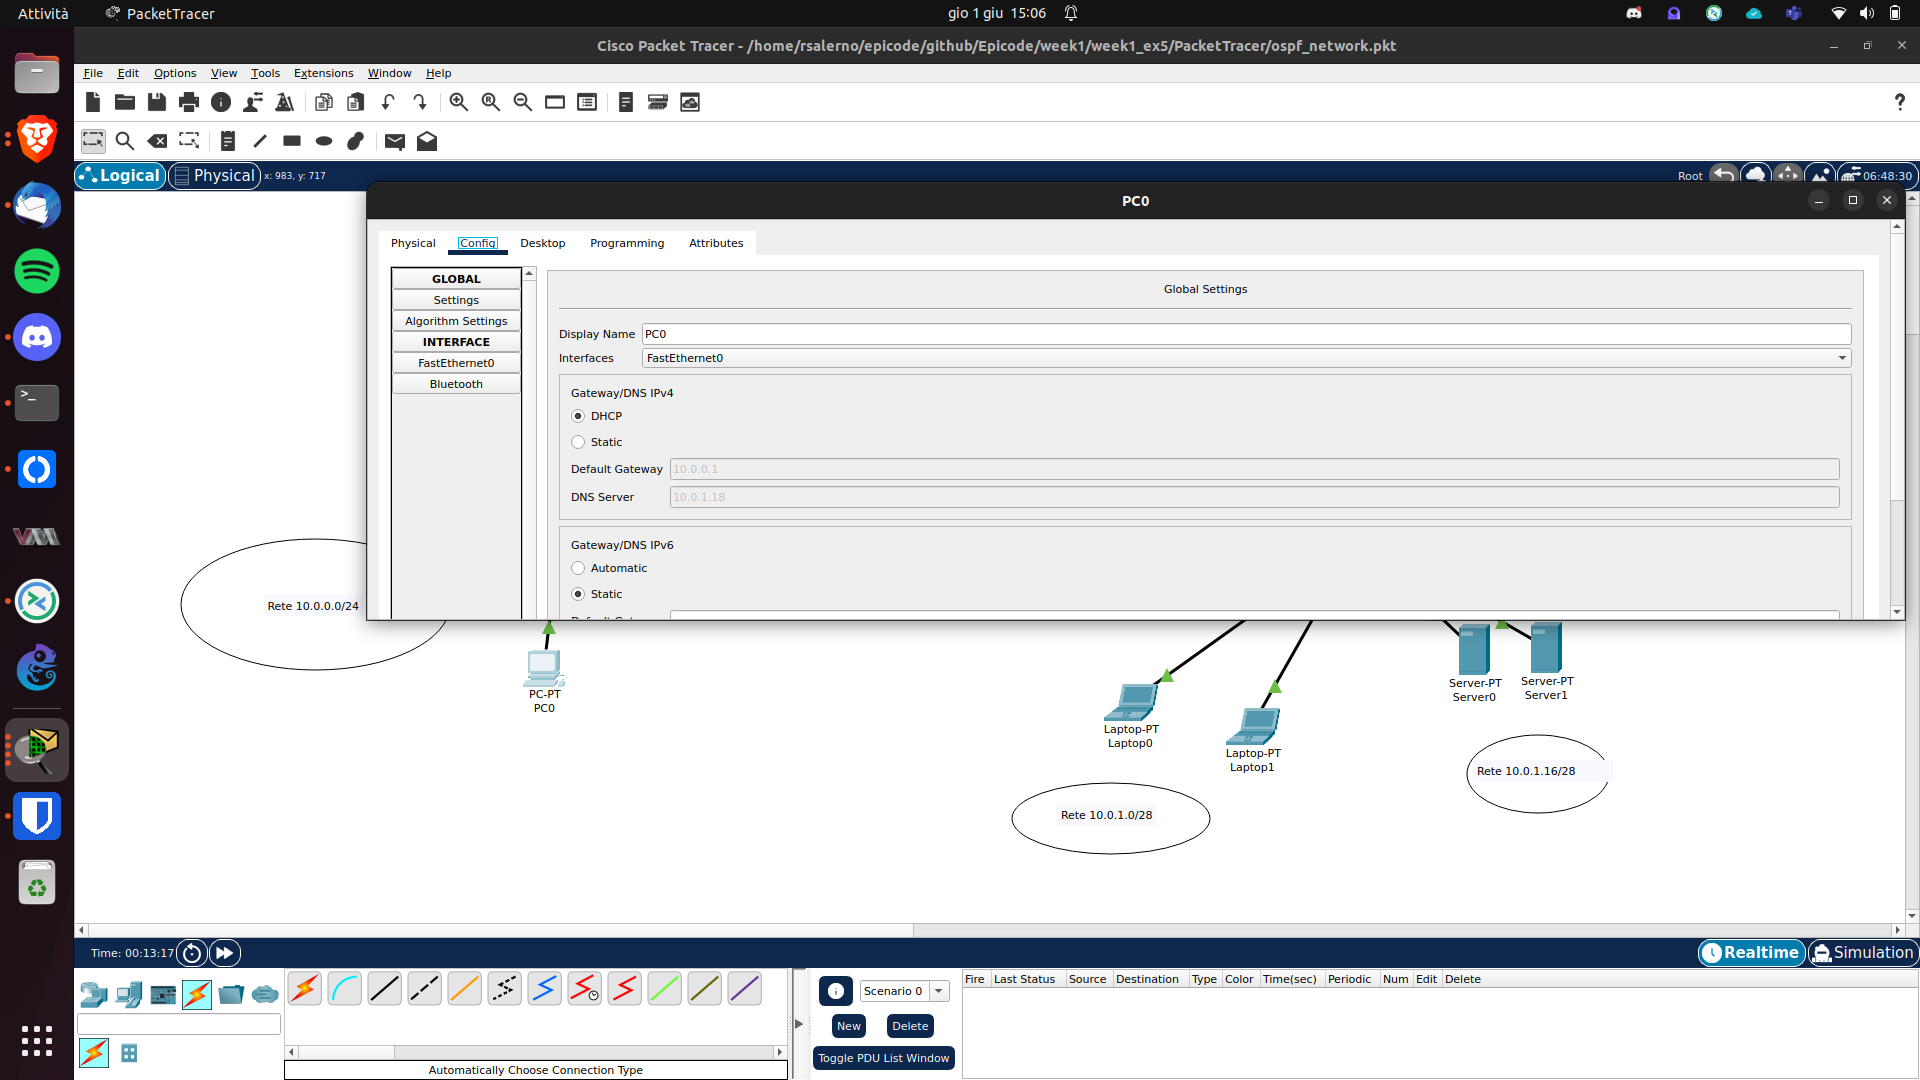 Attività
PacketTracer
gio 1 giu 15:06
Cisco Packet Tracer - /home/rsalerno/epicode/github/Epicode/week1/week1_ex5/PacketTracer/ospf_network.pkt
File Edit Options View Tools Extensions Window Help
?
Logical Physical x: 983, y: 717
Root
06:48:30
PC0
Physical Config Desktop Programming Attributes
GLOBAL
Settings
Algorithm Settings
INTERFACE
FastEthernet0
Bluetooth
Global Settings
Display Name PC0
Interfaces FastEthernet0
Gateway/DNS IPv4
DHCP
Static
Default Gateway 10.0.0.1
DNS Server 10.0.1.18
Gateway/DNS IPv6
Automatic
Static
Rete 10.0.0.0/24
PC-PT
PC0
Laptop-PT
Laptop0
Laptop-PT
Laptop1
Server-PT
Server0
Server-PT
Server1
Rete 10.0.1.16/28
Rete 10.0.1.0/28
Time: 00:13:17
Realtime Simulation
Scenario 0
New Delete
Toggle PDU List Window
Fire Last Status Source Destination Type Color Time(sec) Periodic Num Edit Delete
Automatically Choose Connection Type